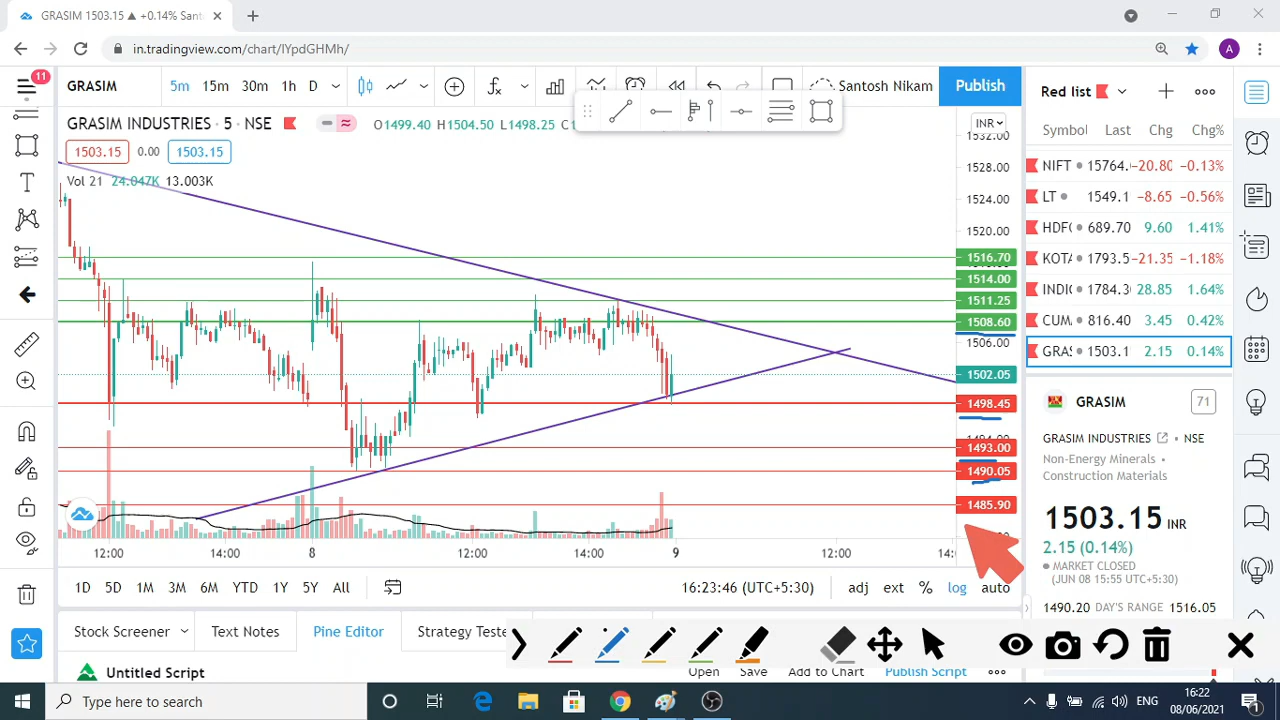 GRASIM 1503.15 ▲ +0.14% Sant
in.tradingview.com/chart/IYpdGHMh/
A
11
GRASIM 5m 15m 30m 1h D Santosh Nikam Publish
Red list
GRASIM INDUSTRIES · 5 · NSE
O1499.40 H1504.50 L1498.25 C
INR
1503.15 0.00 1503.15
Vol 21 24.047K 13.003K
1532.00
1528.00
1524.00
1520.00
1516.70
1514.00
1511.25
1508.60
1506.00
1502.05
1498.45
1493.00
1490.05
1485.90
12:00 14:00 8 12:00 14:00 9 12:00 14:
Symbol Last Chg Chg%
NIFT 15764. -20.80 -0.13%
LT 1549.1 -8.65 -0.56%
HDF 689.70 9.60 1.41%
KOTA 1793.5 -21.35 -1.18%
INDI 1784.3 28.85 1.64%
CUM 816.40 3.45 0.42%
GRAS 1503.1 2.15 0.14%
GRASIM 71
GRASIM INDUSTRIES · NSE
Non-Energy Minerals ·
Construction Materials
1503.15 INR
2.15 (0.14%)
MARKET CLOSED
(JUN 08 15:55 UTC+5:30)
1490.20 DAY'S RANGE 1516.05
1D 5D 1M 3M 6M YTD 1Y 5Y All
16:23:46 (UTC+5:30) adj ext % log auto
Stock Screener Text Notes Pine Editor Strategy Teste
Untitled Script Open Save Add to Chart Publish Script
Type here to search
ENG
16:22
08/06/2021
1